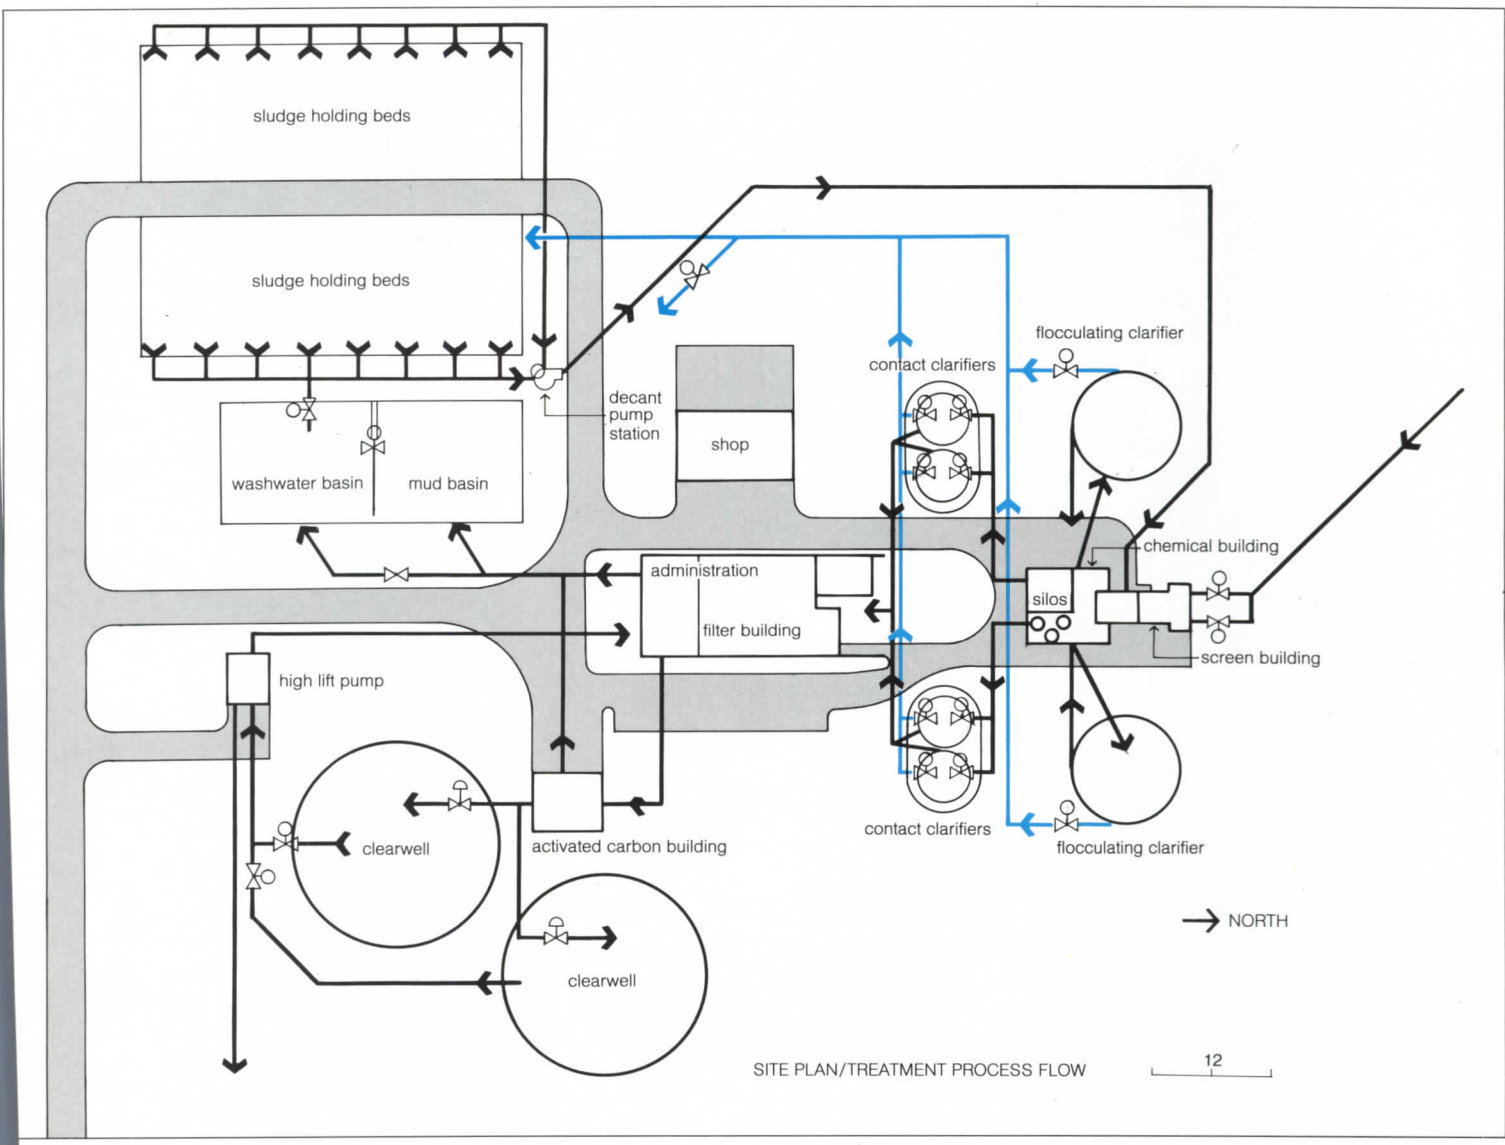 sludge holding beds
sludge holding beds
flocculating clarifier
contact clarifiers
decant
pump
station
shop
washwater basin
mud basin
chemical building
administration
silos
filter building
screen building
high lift pump
contact clarifiers
activated carbon building
clearwell
flocculating clarifier
NORTH
clearwell
SITE PLAN/TREATMENT PROCESS FLOW
12